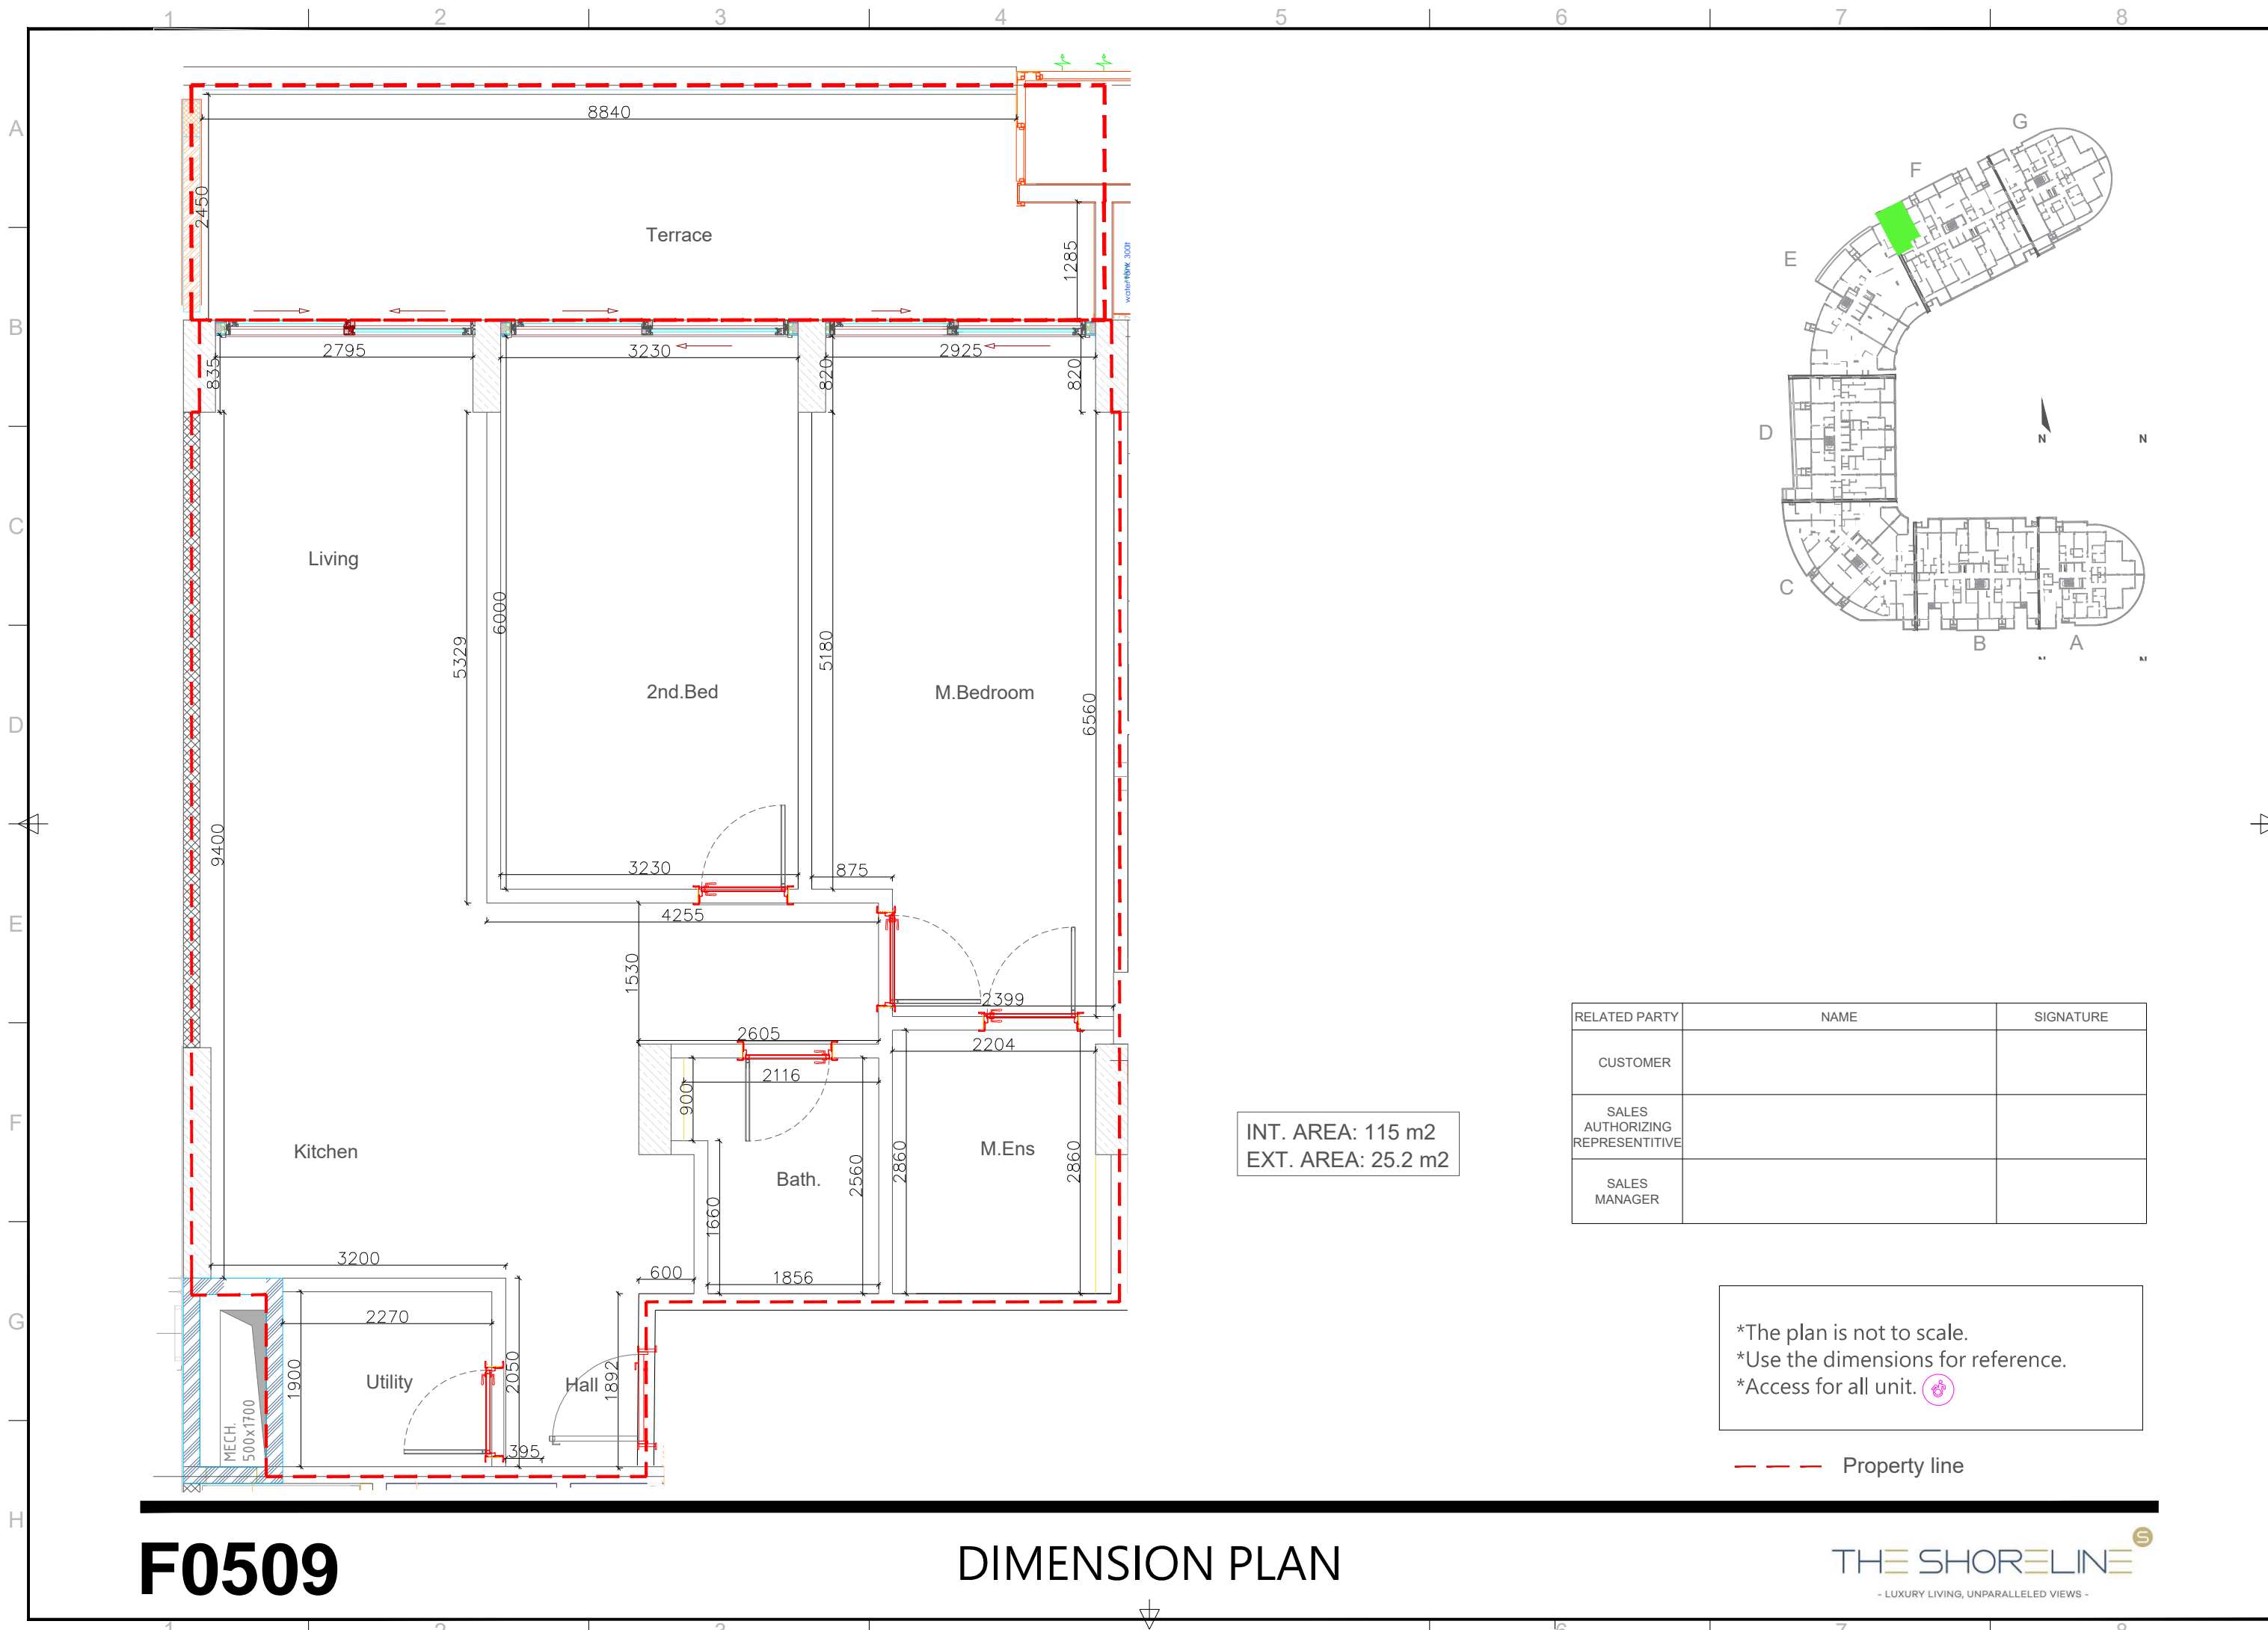 1 2 3 4 5 6 7 8
A
B
C
D
E
F
G
H
8840
2450
Terrace
1285
2795
3230
2925
835
820
820
Living
6000
5329
5180
2nd.Bed
M.Bedroom
6560
9400
3230
875
4255
1530
2399
2605
2204
2116
900
Kitchen
M.Ens
Bath.
2560
2860
2860
1660
3200
600
1856
2270
1900
Utility
2050
Hall
1892
395
MECH.
500x1700
G
F
E
D
C
B
A
N
N
INT. AREA: 115 m2
EXT. AREA: 25.2 m2
RELATED PARTY NAME SIGNATURE
CUSTOMER
SALES
AUTHORIZING
REPRESENTITIVE
SALES
MANAGER
*The plan is not to scale.
*Use the dimensions for reference.
*Access for all unit.
Property line
F0509
DIMENSION PLAN
THE SHORELINE S
- LUXURY LIVING, UNPARALLELED VIEWS -